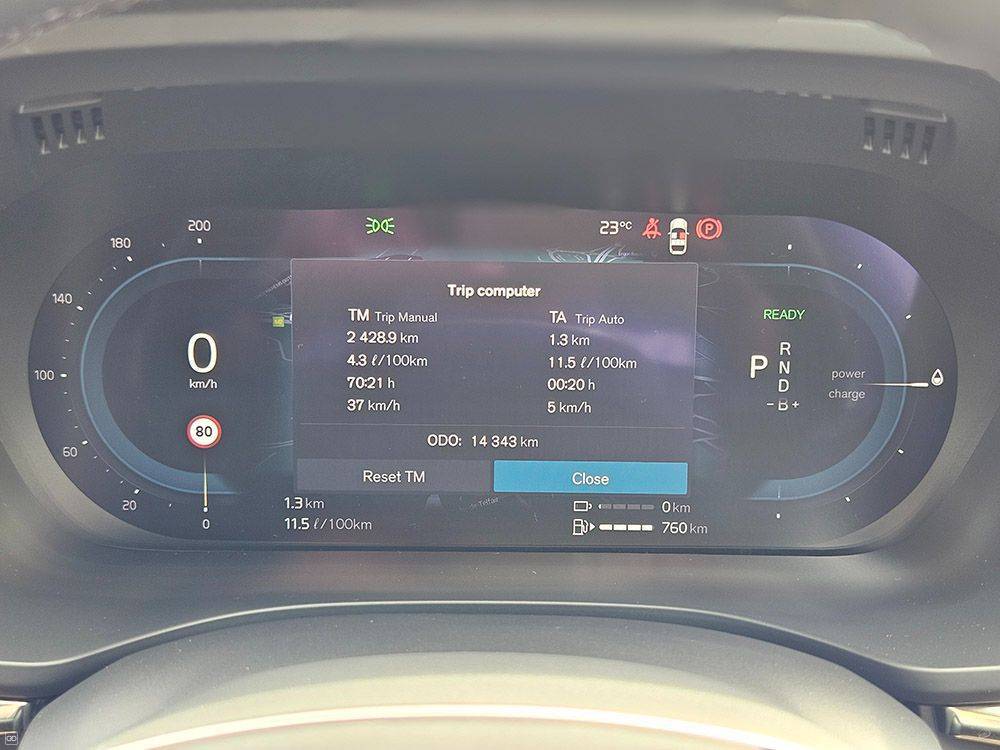 200
180
140
100
60
20
0
23°C
P
0
km/h
80
Trip computer
TM Trip Manual
2 428.9 km
4.3 ℓ/100km
70:21 h
37 km/h
TA Trip Auto
1.3 km
11.5 ℓ/100km
00:20 h
5 km/h
ODO: 14 343 km
Reset TM
Close
1.3 km
11.5 ℓ/100km
0 km
760 km
READY
P
R
N
D
- B +
power
charge